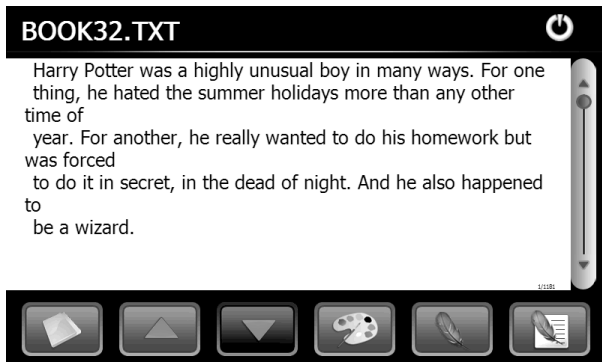 BOOK32.TXT
Harry Potter was a highly unusual boy in many ways. For one
thing, he hated the summer holidays more than any other
time of
year. For another, he really wanted to do his homework but
was forced
to do it in secret, in the dead of night. And he also happened
to
be a wizard.
1/1181